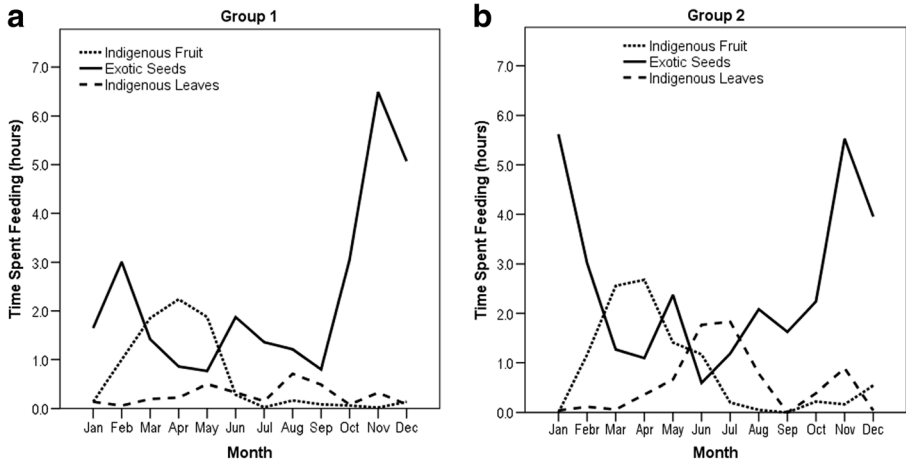 a
Group 1
Indigenous Fruit
Exotic Seeds
Indigenous Leaves
Time Spent Feeding (hours)
7.0
6.0
5.0
4.0
3.0
2.0
1.0
0.0
Jan Feb Mar Apr May Jun Jul Aug Sep Oct Nov Dec
Month
b
Group 2
Indigenous Fruit
Exotic Seeds
Indigenous Leaves
Time Spent Feeding (hours)
7.0
6.0
5.0
4.0
3.0
2.0
1.0
0.0
Jan Febr Mar Apr May Jun Jul Aug Sep Oct Nov Dec
Month